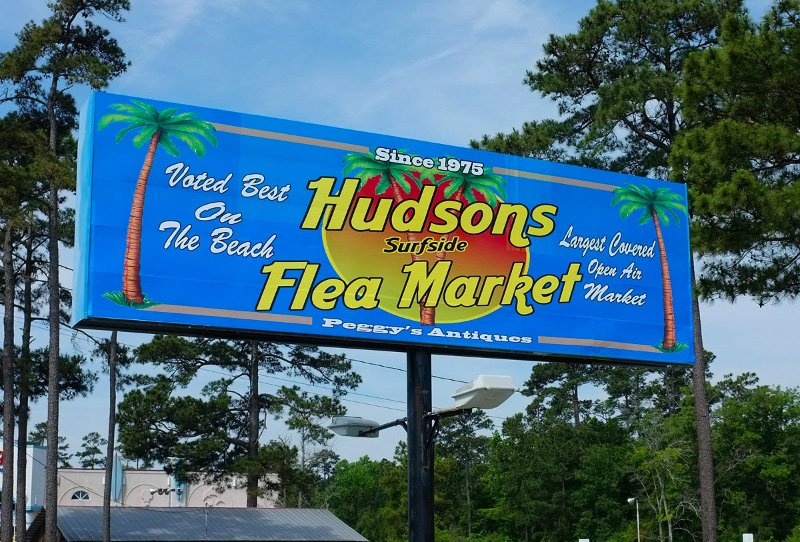 Since 1975
Voted Best
On
The Beach
Hudsons
Surfside
Flea Market
Largest Covered
Open Air
Market
Peggy's Antiques